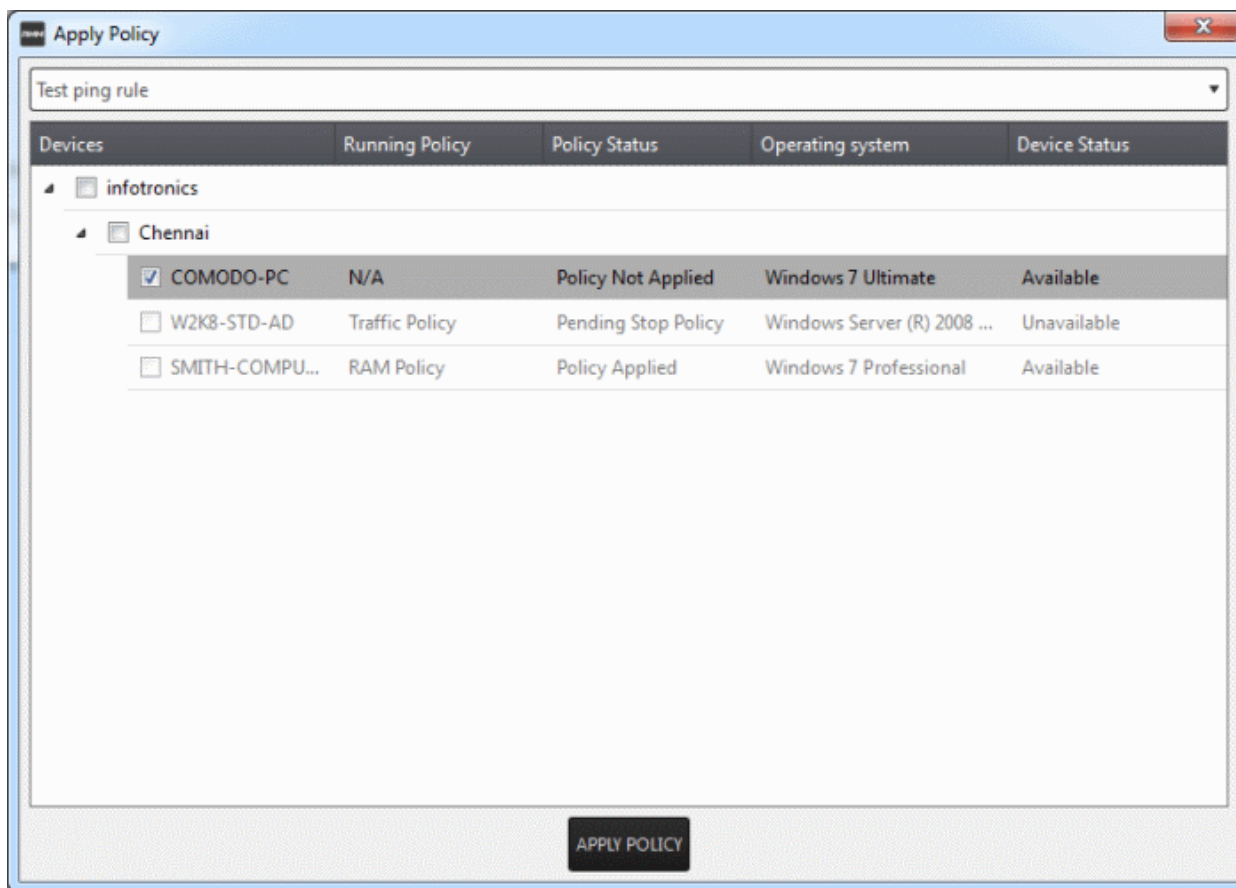 Apply Policy
Test ping rule
Devices Running Policy Policy Status Operating system Device Status
infotronics
Chennai
COMODO-PC N/A Policy Not Applied Windows 7 Ultimate Available
W2K8-STD-AD Traffic Policy Pending Stop Policy Windows Server (R) 2008 ... Unavailable
SMITH-COMPU... RAM Policy Policy Applied Windows 7 Professional Available
APPLY POLICY